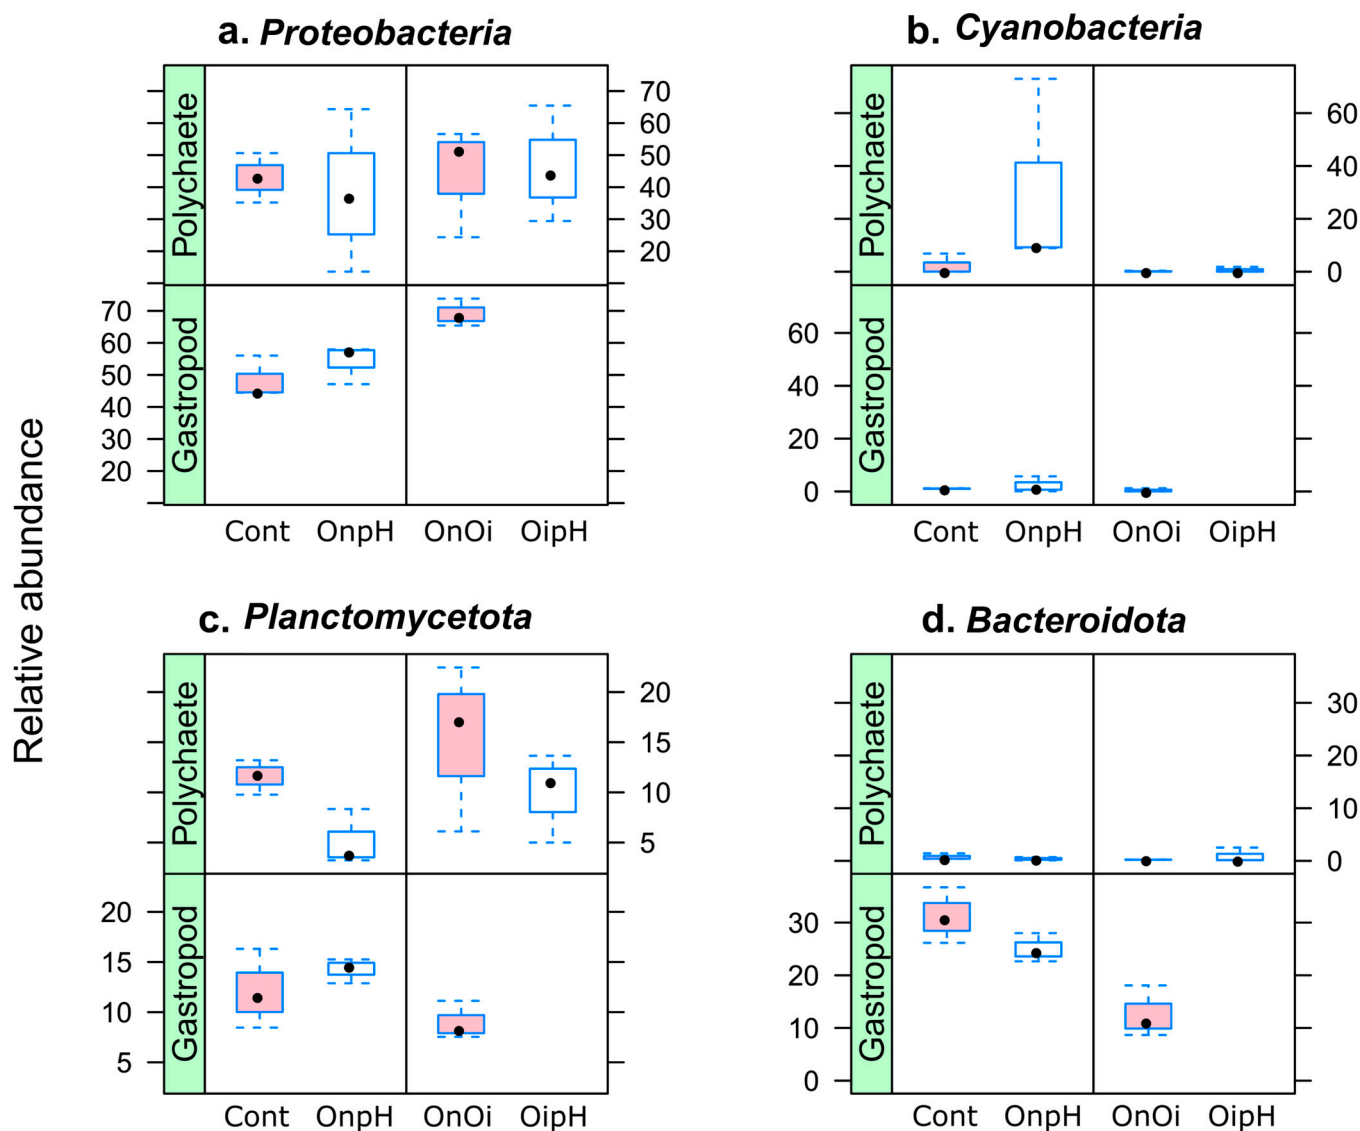 a. Proteobacteria
b. Cyanobacteria
Relative abundance
Polychaete
70
60
50
40
30
20
Gastropod
70
60
50
40
30
20
Cont OnpH OnOi OipH
Polychaete
60
40
20
0
Gastropod
60
40
20
0
Cont OnpH OnOi OipH
c. Planctomycetota
d. Bacteroidota
Polychaete
20
15
10
5
Gastropod
20
15
10
5
Cont OnpH OnOi OipH
Polychaete
30
20
10
0
Gastropod
30
20
10
0
Cont OnpH OnOi OipH